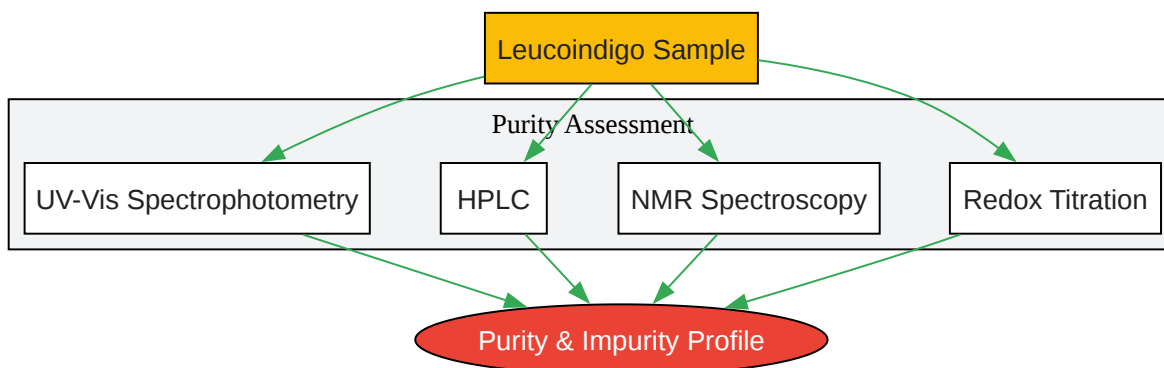 Leucoindigo Sample
Purity Assessment
UV-Vis Spectrophotometry
HPLC
NMR Spectroscopy
Redox Titration
Purity & Impurity Profile